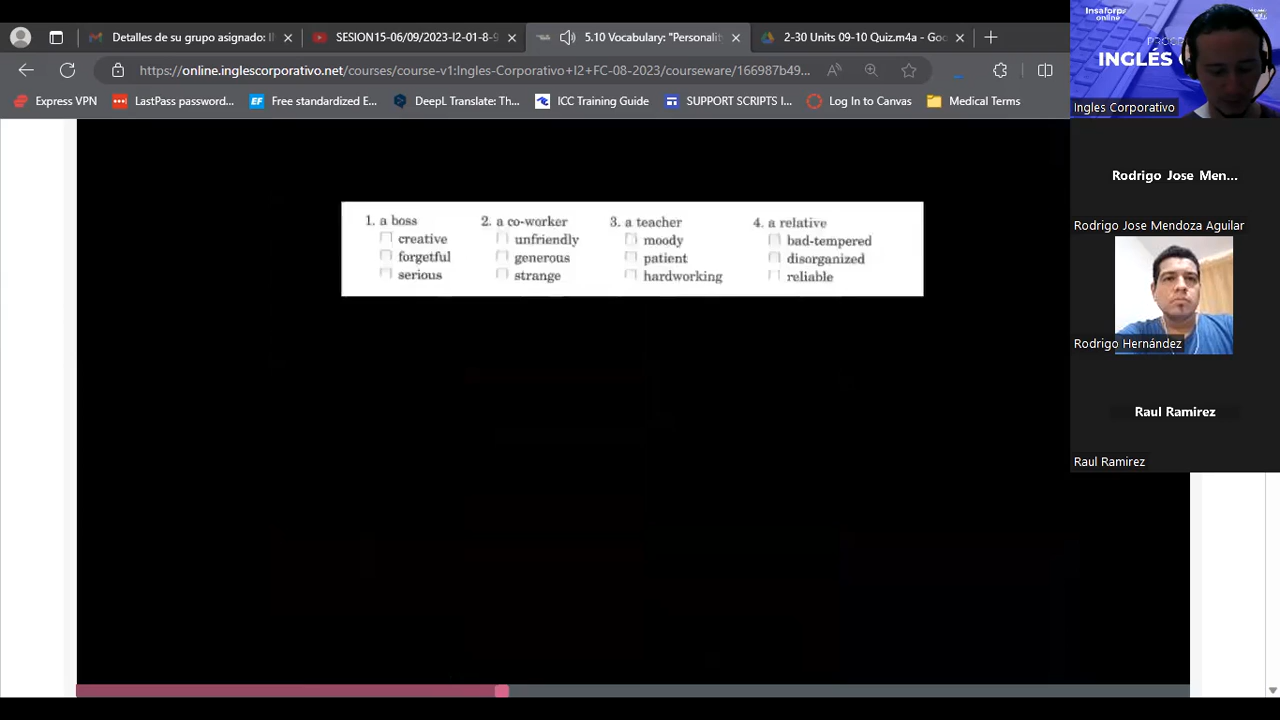 Detalles de su grupo asignado: I
SESION15-06/09/2023-I2-01-8-9
5.10 Vocabulary: "Personalit
2-30 Units 09-10 Quiz.m4a - Goo
https://online.inglescorporativo.net/courses/course-v1:Ingles-Corporativo+I2+FC-08-2023/courseware/166987b49...
Express VPN
LastPass password...
EF Free standardized E...
DeepL Translate: Th...
ICC Training Guide
SUPPORT SCRIPTS I...
Log In to Canvas
Medical Terms
1. a boss
creative
forgetful
serious
2. a co-worker
unfriendly
generous
strange
3. a teacher
moody
patient
hardworking
4. a relative
bad-tempered
disorganized
reliable
Insaforp
online
INGLÉS
Ingles Corporativo
Rodrigo Jose Men...
Rodrigo Jose Mendoza Aguilar
Rodrigo Hernández
Raul Ramirez
Raul Ramirez